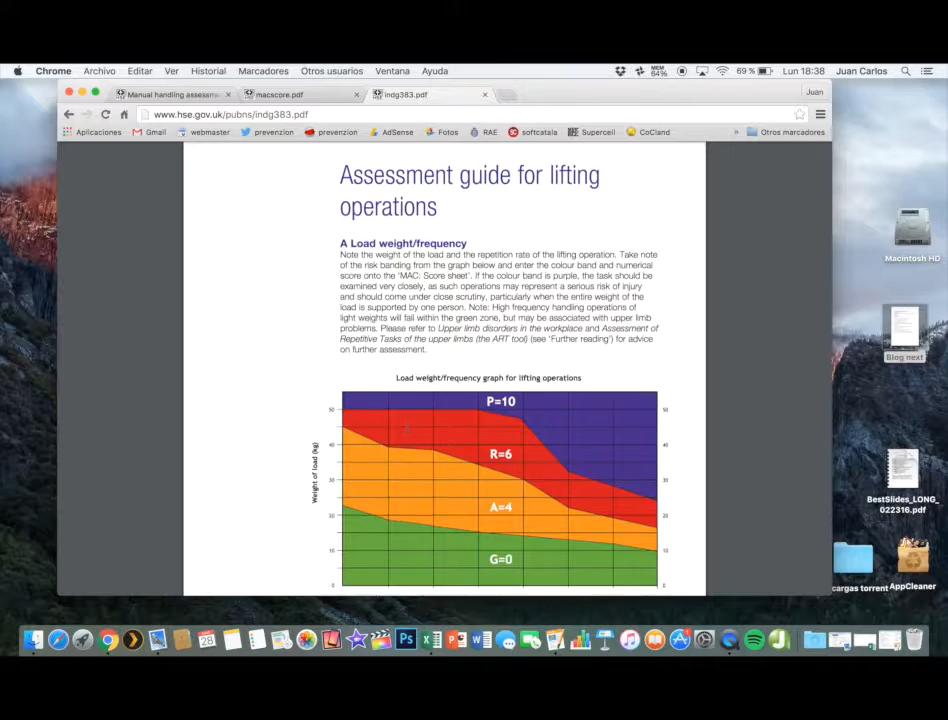 Chrome Archivo Editar Ver Historial Marcadores Otros usuarios Ventana Ayuda
MEM
64%
69 % Lun 18:38 Juan Carlos
Manual handling assessm
macscore.pdf
indg383.pdf
Juan
www.hse.gov.uk/pubns/indg383.pdf
Aplicaciones Gmail webmaster prevenzion prevenzion AdSense Fotos RAE softcatala Supercell CoCland » Otros marcadores
Assessment guide for lifting
operations
A Load weight/frequency
Note the weight of the load and the repetition rate of the lifting operation. Take note
of the risk banding from the graph below and enter the colour band and numerical
score onto the ‘MAC: Score sheet’. If the colour band is purple, the task should be
examined very closely, as such operations may represent a serious risk of injury
and should come under close scrutiny, particularly when the entire weight of the
load is supported by one person. Note: High frequency handling operations of
light weights will fall within the green zone, but may be associated with upper limb
problems. Please refer to Upper limb disorders in the workplace and Assessment of
Repetitive Tasks of the upper limbs (the ART tool) (see ‘Further reading’) for advice
on further assessment.
Load weight/frequency graph for lifting operations
Weight of load (kg)
50
40
30
20
10
0
P=10
R=6
A=4
G=0
50
40
30
20
10
0
Macintosh HD
Blog next
BestSlides_LONG_
022316.pdf
cargas torrent
AppCleaner
28
Ps